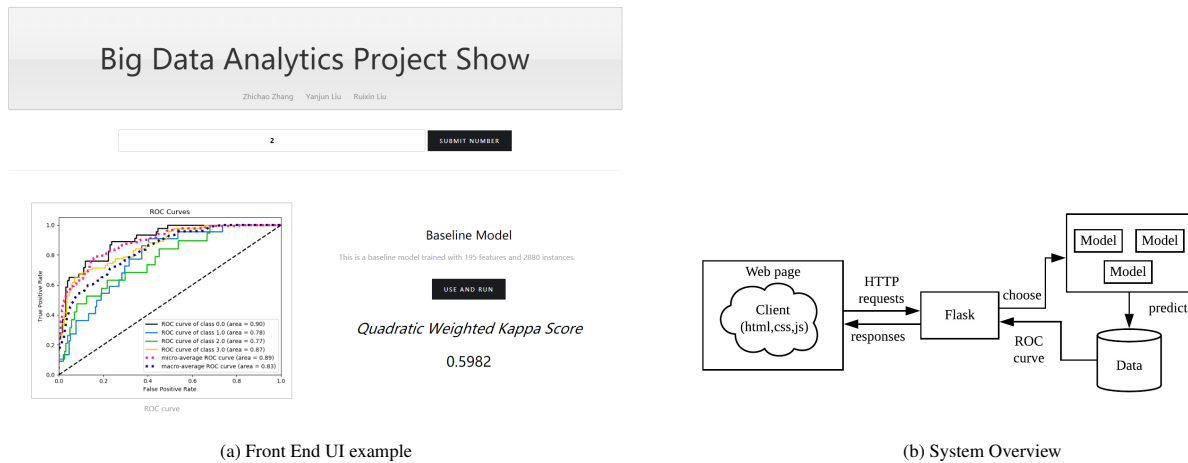 Big Data Analytics Project Show
Zhichao Zhang Yanjun Liu Ruixin Liu
2
SUBMIT NUMBER
ROC Curves
True Positive Rate
1.0
0.8
0.6
0.4
0.2
0.0
ROC curve of class 0.0 (area = 0.90)
ROC curve of class 1.0 (area = 0.78)
ROC curve of class 2.0 (area = 0.77)
ROC curve of class 3.0 (area = 0.87)
micro-average ROC curve (area = 0.89)
macro-average ROC curve (area = 0.83)
0.0 0.2 0.4 0.6 0.8 1.0
False Positive Rate
ROC curve
Baseline Model
This is a baseline model trained with 195 features and 2880 instances.
USE AND RUN
Quadratic Weighted Kappa Score
0.5982
(a) Front End UI example
Web page
Client
(html,css,js)
HTTP
requests
responses
Flask
choose
ROC
curve
Model Model
Model
predict
Data
(b) System Overview